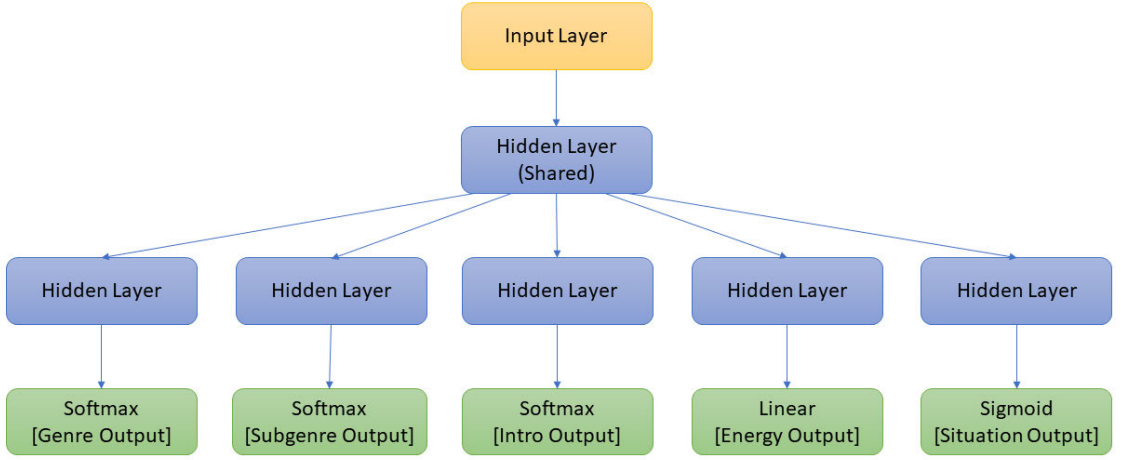 Input Layer
Hidden Layer
(Shared)
Hidden Layer
Hidden Layer
Hidden Layer
Hidden Layer
Hidden Layer
Softmax
[Genre Output]
Softmax
[Subgenre Output]
Softmax
[Intro Output]
Linear
[Energy Output]
Sigmoid
[Situation Output]